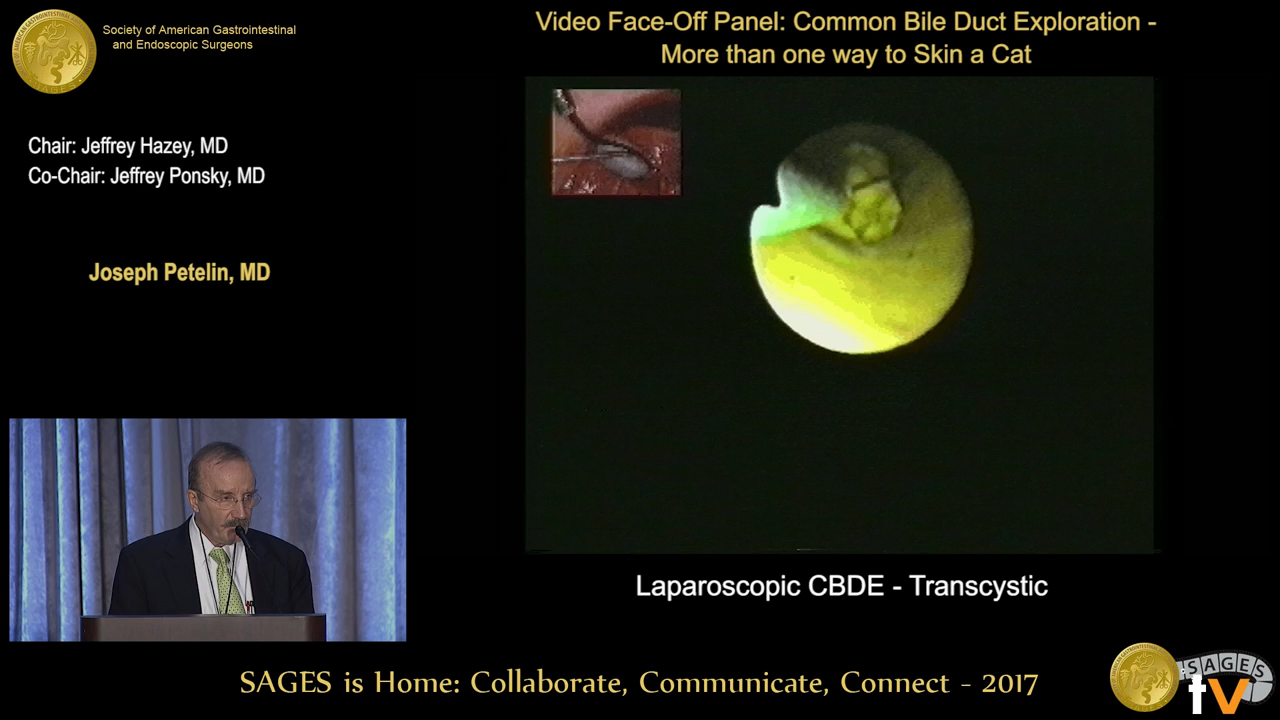 Society of American Gastrointestinal
and Endoscopic Surgeons
Video Face-Off Panel: Common Bile Duct Exploration -
More than one way to Skin a Cat
Chair: Jeffrey Hazey, MD
Co-Chair: Jeffrey Ponsky, MD
Joseph Petelin, MD
Laparoscopic CBDE - Transcystic
SAGES is Home: Collaborate, Communicate, Connect - 2017
SAGES
tv